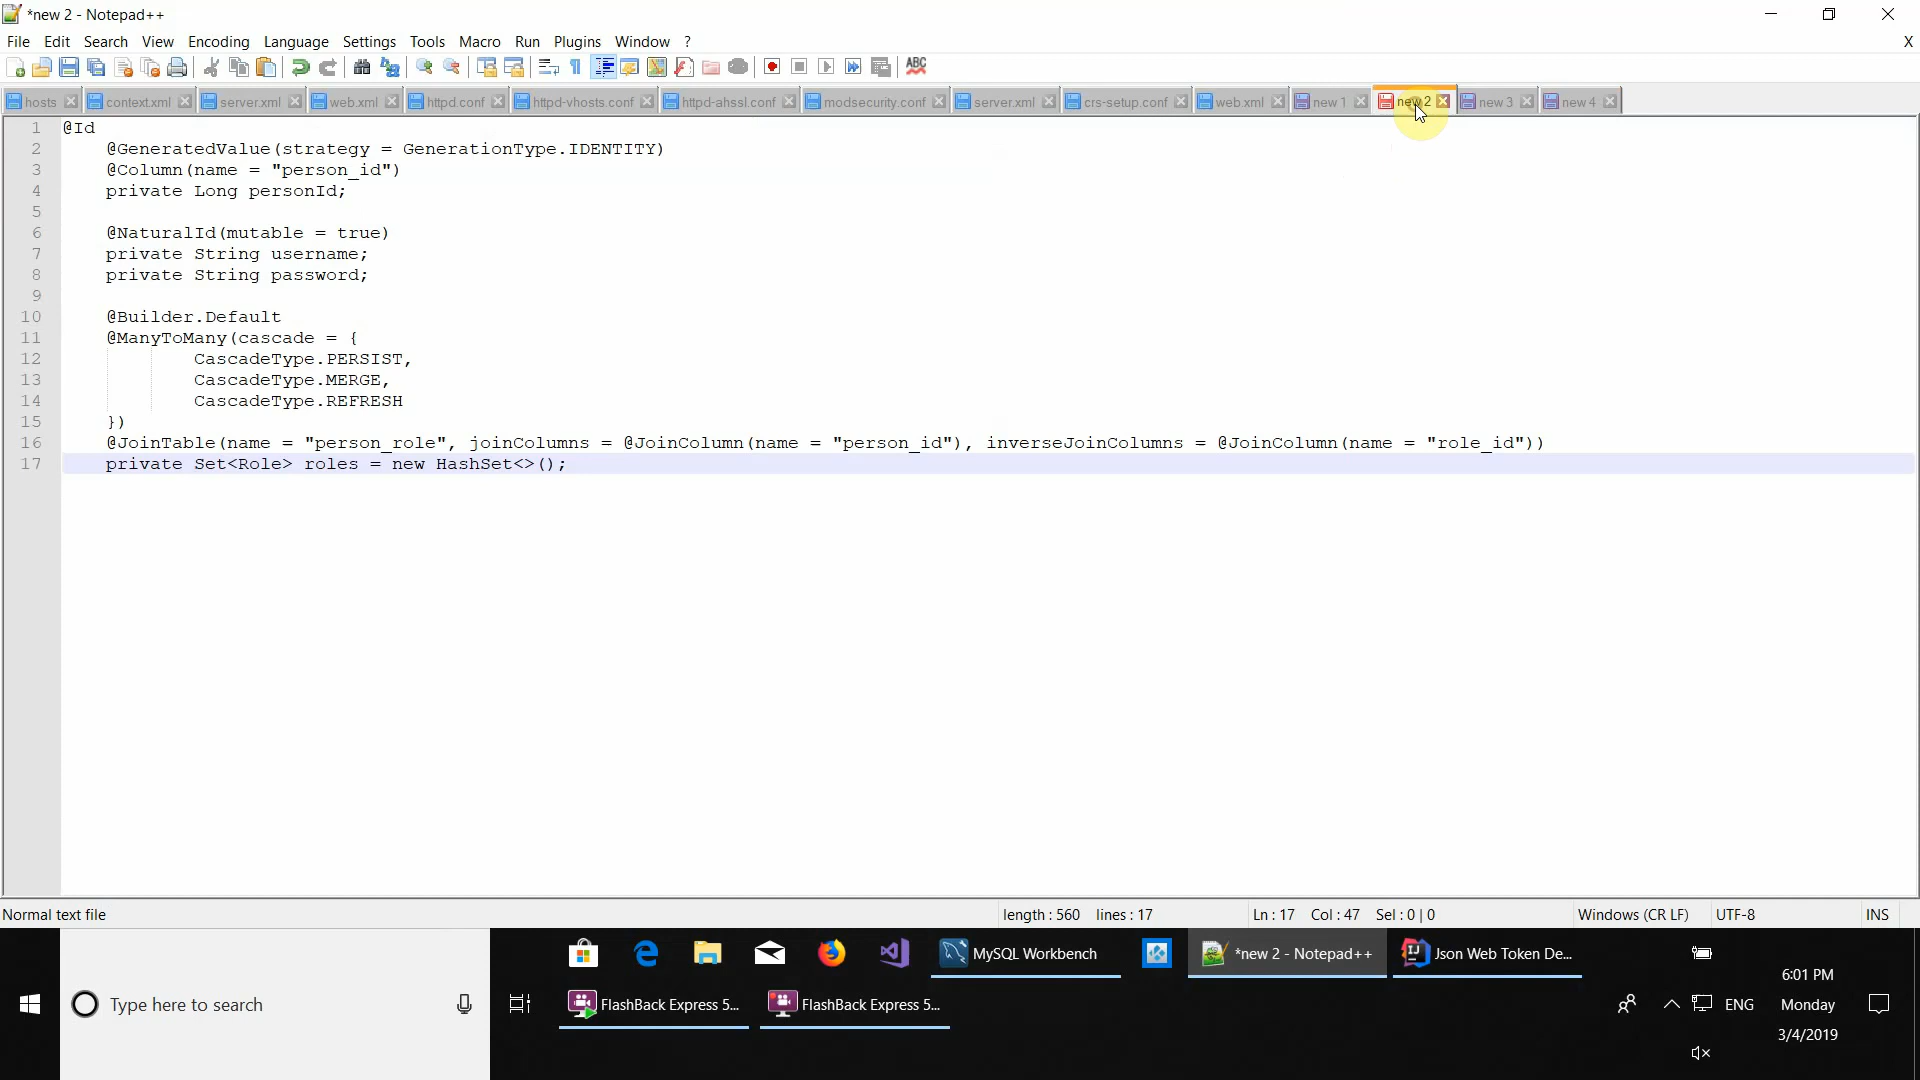 *new 2 - Notepad++
File Edit Search View Encoding Language Settings Tools Macro Run Plugins Window ? X
hosts context.xml server.xml web.xml httpd.conf httpd-vhosts.conf httpd-ahssl.conf modsecurity.conf server.xml crs-setup.conf web.xml new 1 new 2 new 3 new 4
1 @Id
2 @GeneratedValue(strategy = GenerationType.IDENTITY)
3 @Column(name = "person_id")
4 private Long personId;
5
6 @NaturalId(mutable = true)
7 private String username;
8 private String password;
9
10 @Builder.Default
11 @ManyToMany(cascade = {
12 CascadeType.PERSIST,
13 CascadeType.MERGE,
14 CascadeType.REFRESH
15 })
16 @JoinTable(name = "person_role", joinColumns = @JoinColumn(name = "person_id"), inverseJoinColumns = @JoinColumn(name = "role_id"))
17 private Set<Role> roles = new HashSet<>();
Normal text file length : 560 lines : 17 Ln : 17 Col : 47 Sel : 0 | 0 Windows (CR LF) UTF-8 INS
MySQL Workbench *new 2 - Notepad++ Json Web Token De...
Type here to search FlashBack Express 5... FlashBack Express 5... ENG
6:01 PM
Monday
3/4/2019